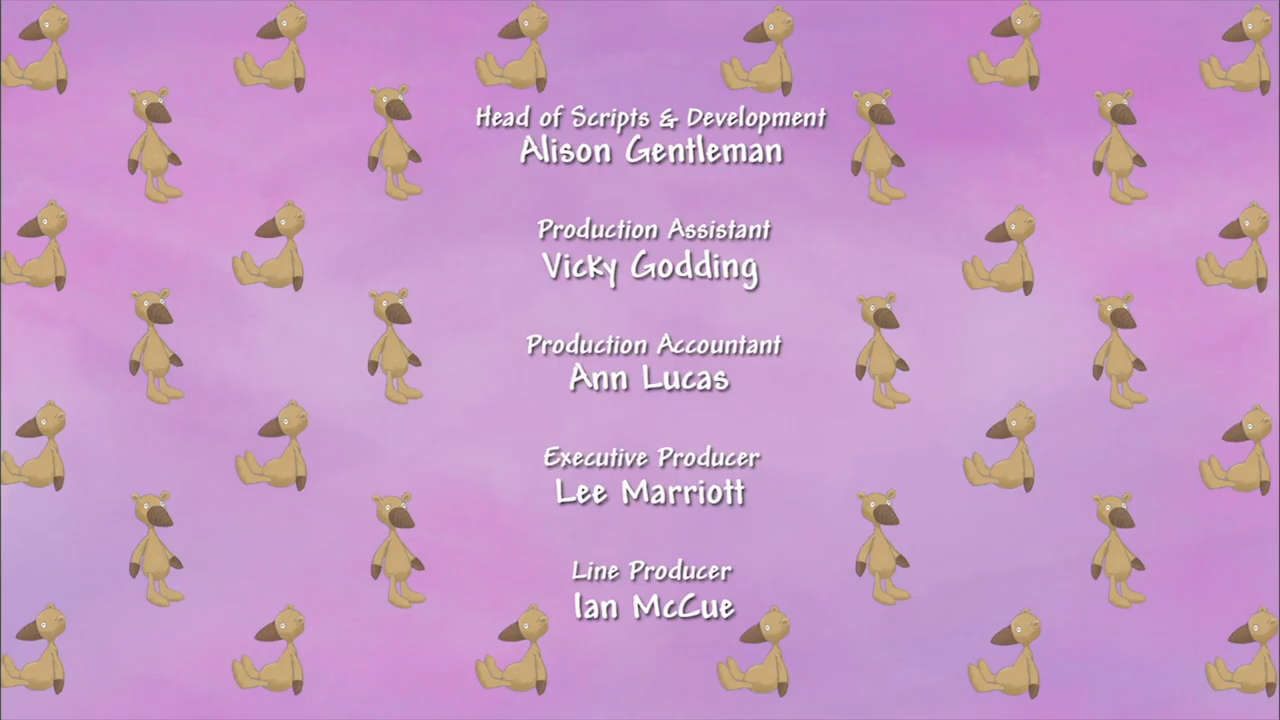 Head of Scripts & Development
Alison Gentleman
Production Assistant
Vicky Godding
Production Accountant
Ann Lucas
Executive Producer
Lee Marriott
Line Producer
Ian McCue